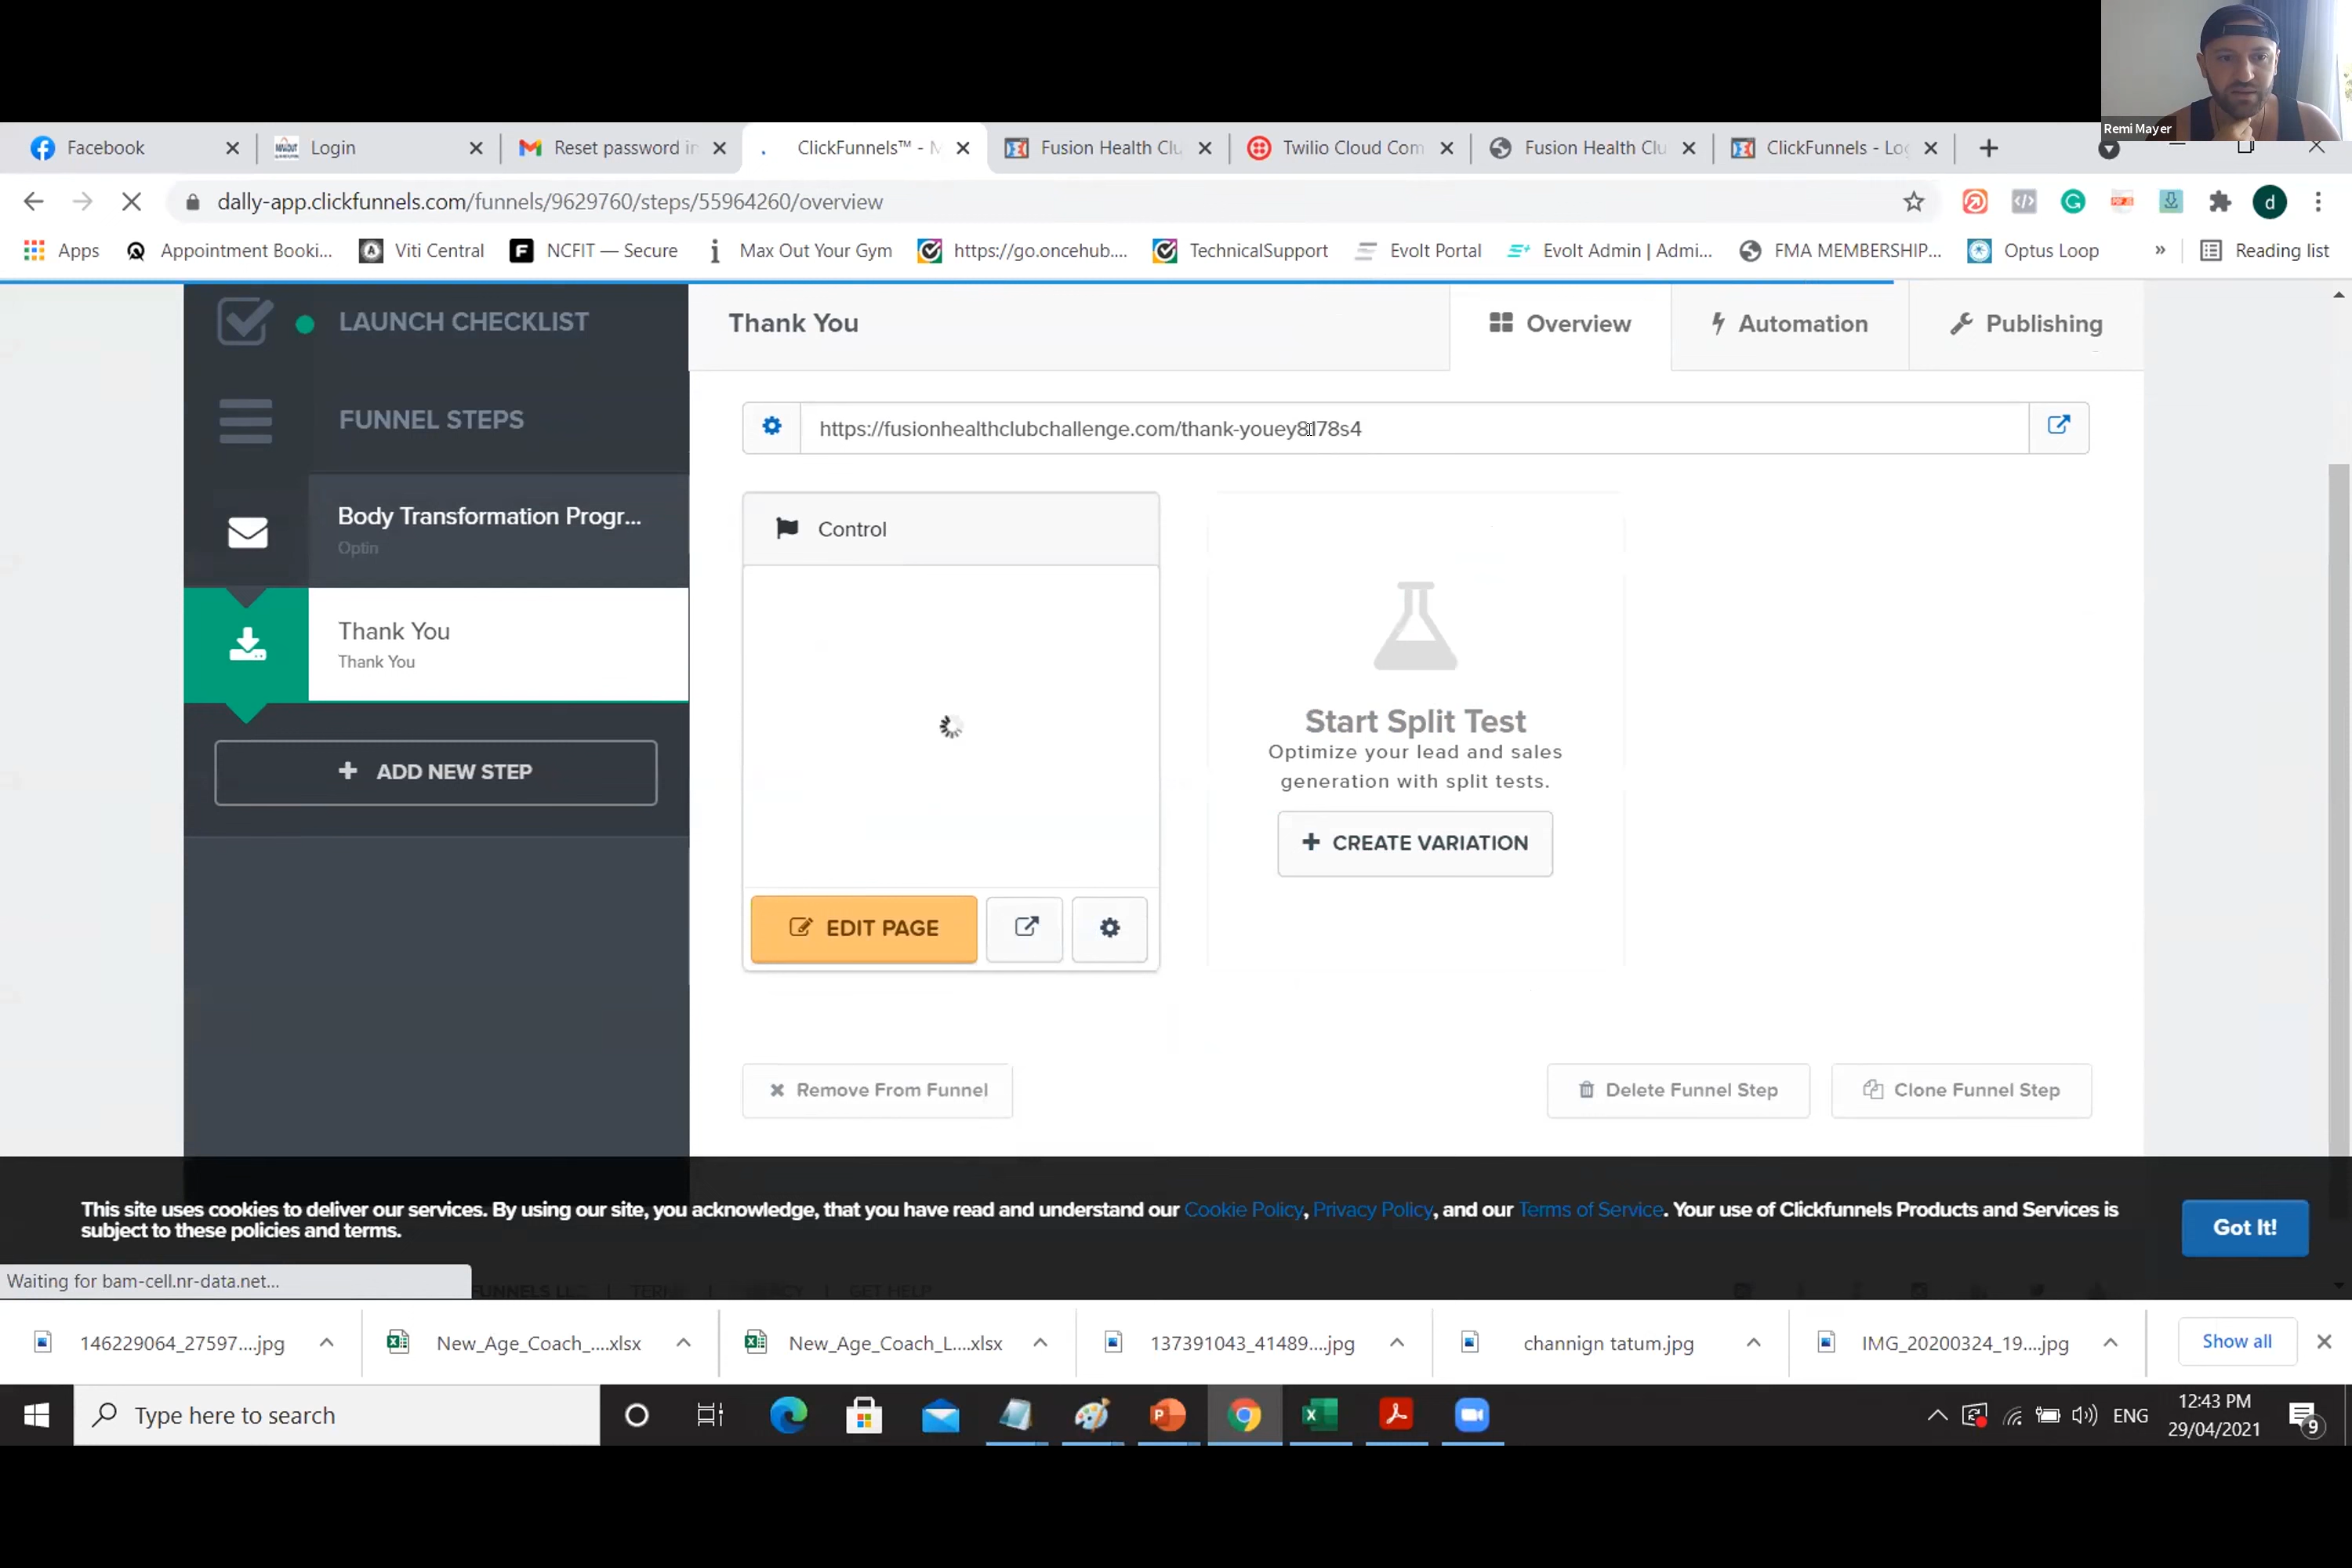 Remi Mayer
Facebook
Login
Reset password in
ClickFunnels™ - M
Fusion Health Clu
Twilio Cloud Com
Fusion Health Clu
ClickFunnels - Log
dally-app.clickfunnels.com/funnels/9629760/steps/55964260/overview
Apps
Appointment Booki...
Viti Central
NCFIT — Secure
Max Out Your Gym
https://go.oncehub....
TechnicalSupport
Evolt Portal
Evolt Admin | Admi...
FMA MEMBERSHIP...
Optus Loop
»
Reading list
LAUNCH CHECKLIST
Thank You
Overview
Automation
Publishing
FUNNEL STEPS
https://fusionhealthclubchallenge.com/thank-youey8l78s4
Body Transformation Progr...
Optin
Control
Thank You
Thank You
ADD NEW STEP
Start Split Test
Optimize your lead and sales
generation with split tests.
CREATE VARIATION
EDIT PAGE
Remove From Funnel
Delete Funnel Step
Clone Funnel Step
This site uses cookies to deliver our services. By using our site, you acknowledge, that you have read and understand our Cookie Policy, Privacy Policy, and our Terms of Service. Your use of Clickfunnels Products and Services is
subject to these policies and terms.
Got It!
Waiting for bam-cell.nr-data.net...
GET HELP
146229064_27597....jpg
New_Age_Coach_....xlsx
New_Age_Coach_L....xlsx
137391043_41489....jpg
channign tatum.jpg
IMG_20200324_19....jpg
Show all
Type here to search
ENG
12:43 PM
29/04/2021
9